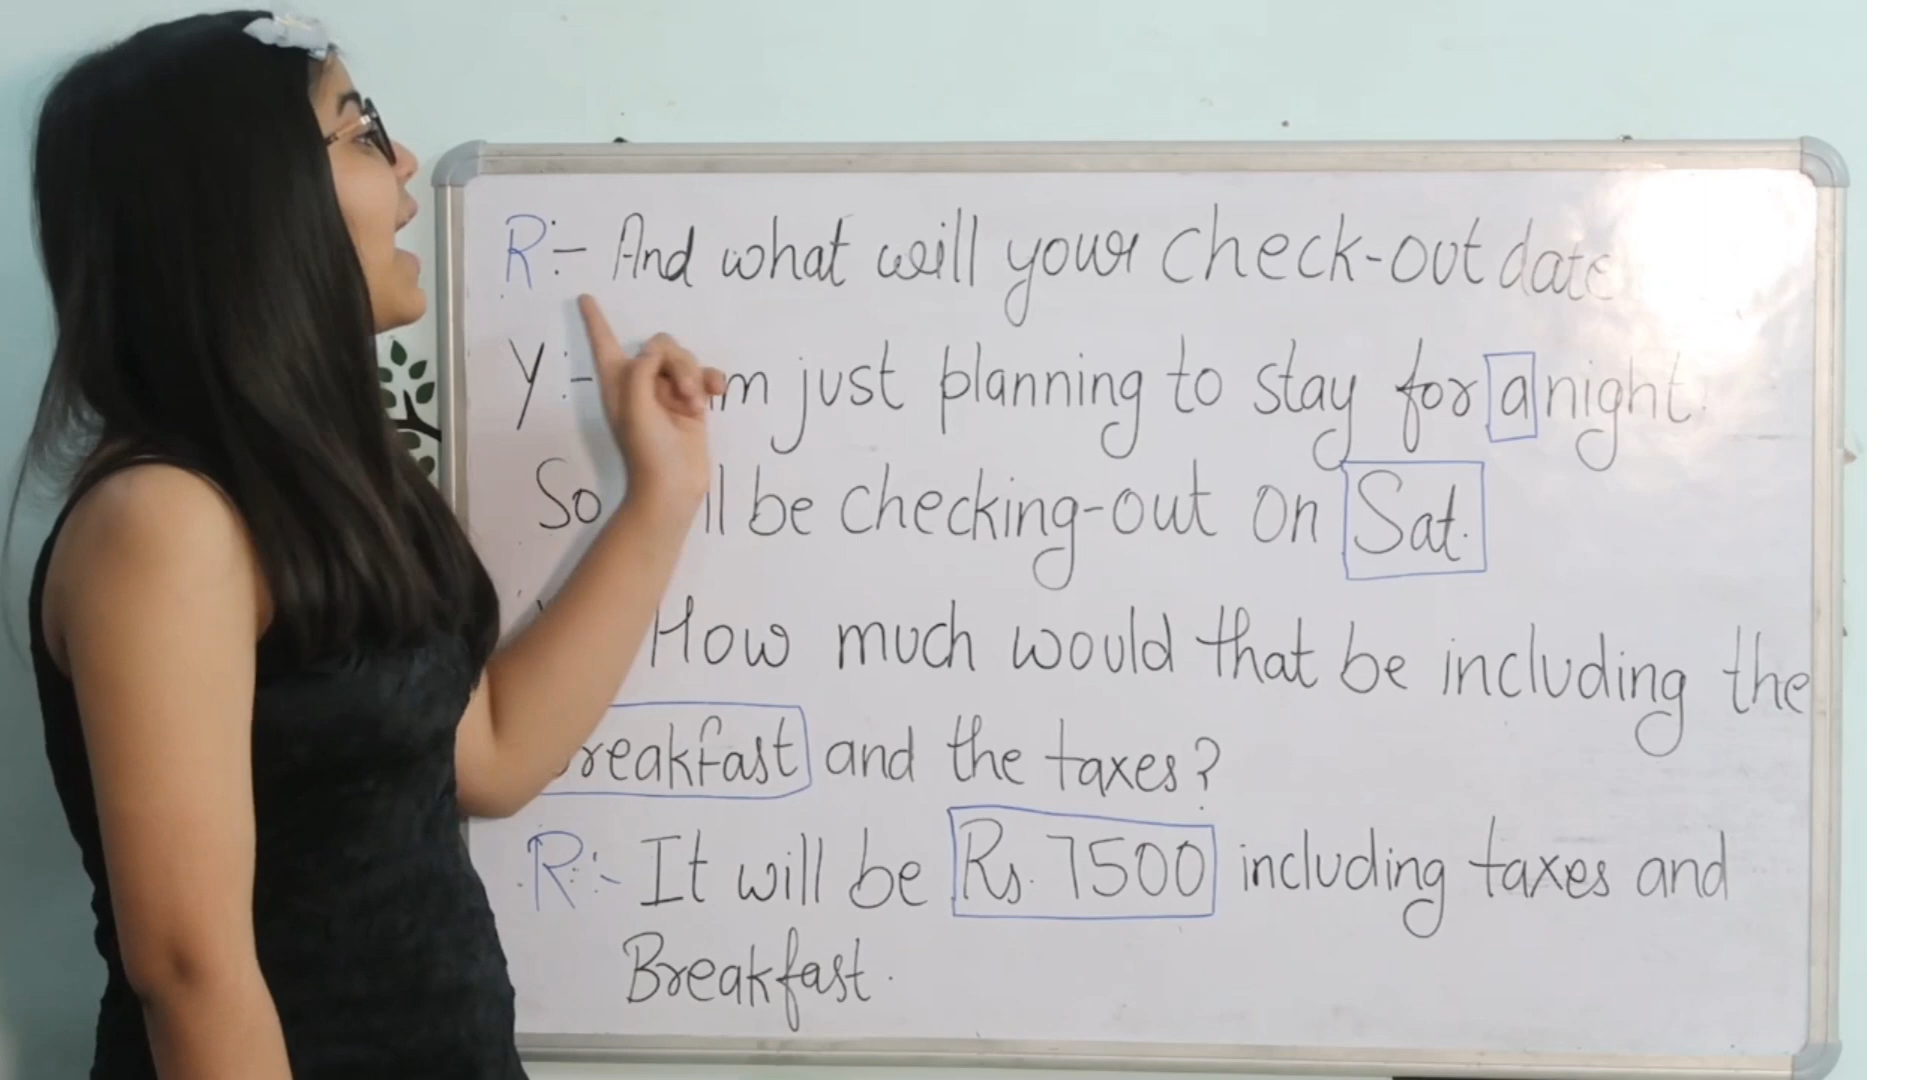 R:- And what will your check-out date
Y:- am just planning to stay for a night.
So ll be checking-out on Sat.
How much would that be including the
reakfast and the taxes?
R:- It will be Rs. 7500 including taxes and
Breakfast.